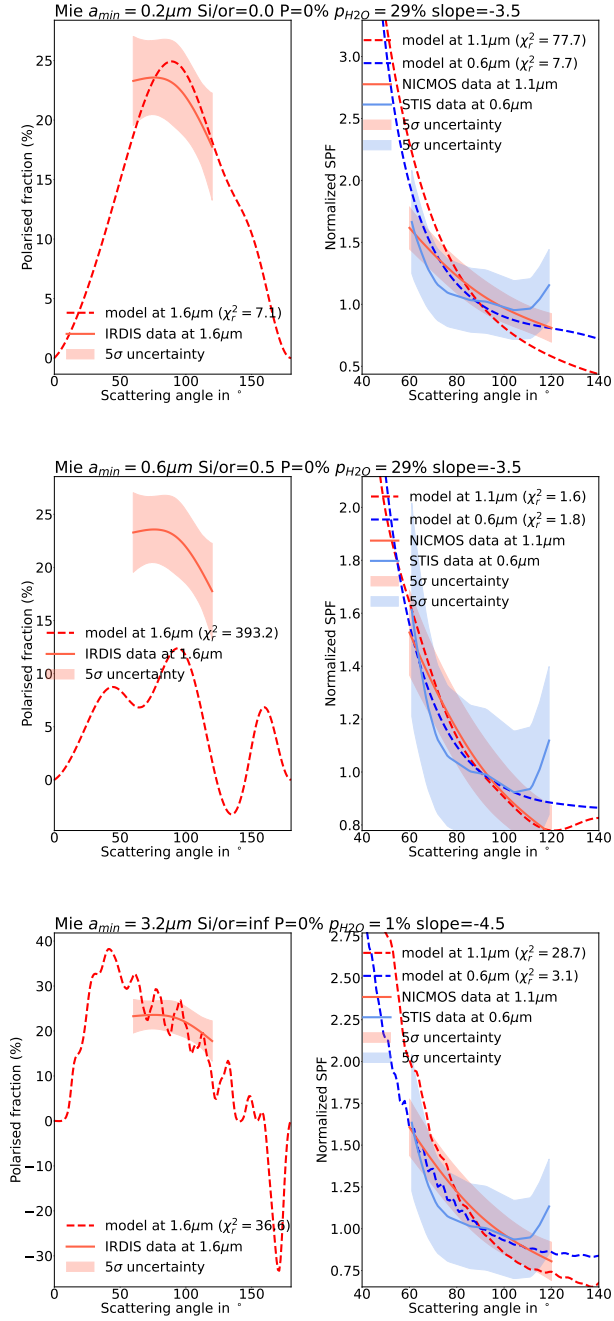 Mie a_min = 0.2μm Si/or=0.0 P=0% p_H2O = 29% slope=-3.5
Polarised fraction (%)
25
20
15
10
5
0
model at 1.6μm (χ²_r = 7.1)
IRDIS data at 1.6μm
5σ uncertainty
0 50 100 150
Scattering angle in °
Normalized SPF
3.0
2.5
2.0
1.5
1.0
0.5
model at 1.1μm (χ²_r = 77.7)
model at 0.6μm (χ²_r = 7.7)
NICMOS data at 1.1μm
STIS data at 0.6μm
5σ uncertainty
5σ uncertainty
40 60 80 100 120 140
Scattering angle in °
Mie a_min = 0.6μm Si/or=0.5 P=0% p_H2O = 29% slope=-3.5
Polarised fraction (%)
25
20
15
10
5
0
model at 1.6μm (χ²_r = 393.2)
IRDIS data at 1.6μm
5σ uncertainty
0 50 100 150
Scattering angle in °
Normalized SPF
2.0
1.8
1.6
1.4
1.2
1.0
0.8
model at 1.1μm (χ²_r = 1.6)
model at 0.6μm (χ²_r = 1.8)
NICMOS data at 1.1μm
STIS data at 0.6μm
5σ uncertainty
5σ uncertainty
40 60 80 100 120 140
Scattering angle in °
Mie a_min = 3.2μm Si/or=inf P=0% p_H2O = 1% slope=-4.5
Polarised fraction (%)
40
30
20
10
0
−10
−20
−30
model at 1.6μm (χ²_r = 36.6)
IRDIS data at 1.6μm
5σ uncertainty
0 50 100 150
Scattering angle in °
Normalized SPF
2.75
2.50
2.25
2.00
1.75
1.50
1.25
1.00
0.75
model at 1.1μm (χ²_r = 28.7)
model at 0.6μm (χ²_r = 3.1)
NICMOS data at 1.1μm
STIS data at 0.6μm
5σ uncertainty
5σ uncertainty
40 60 80 100 120 140
Scattering angle in °